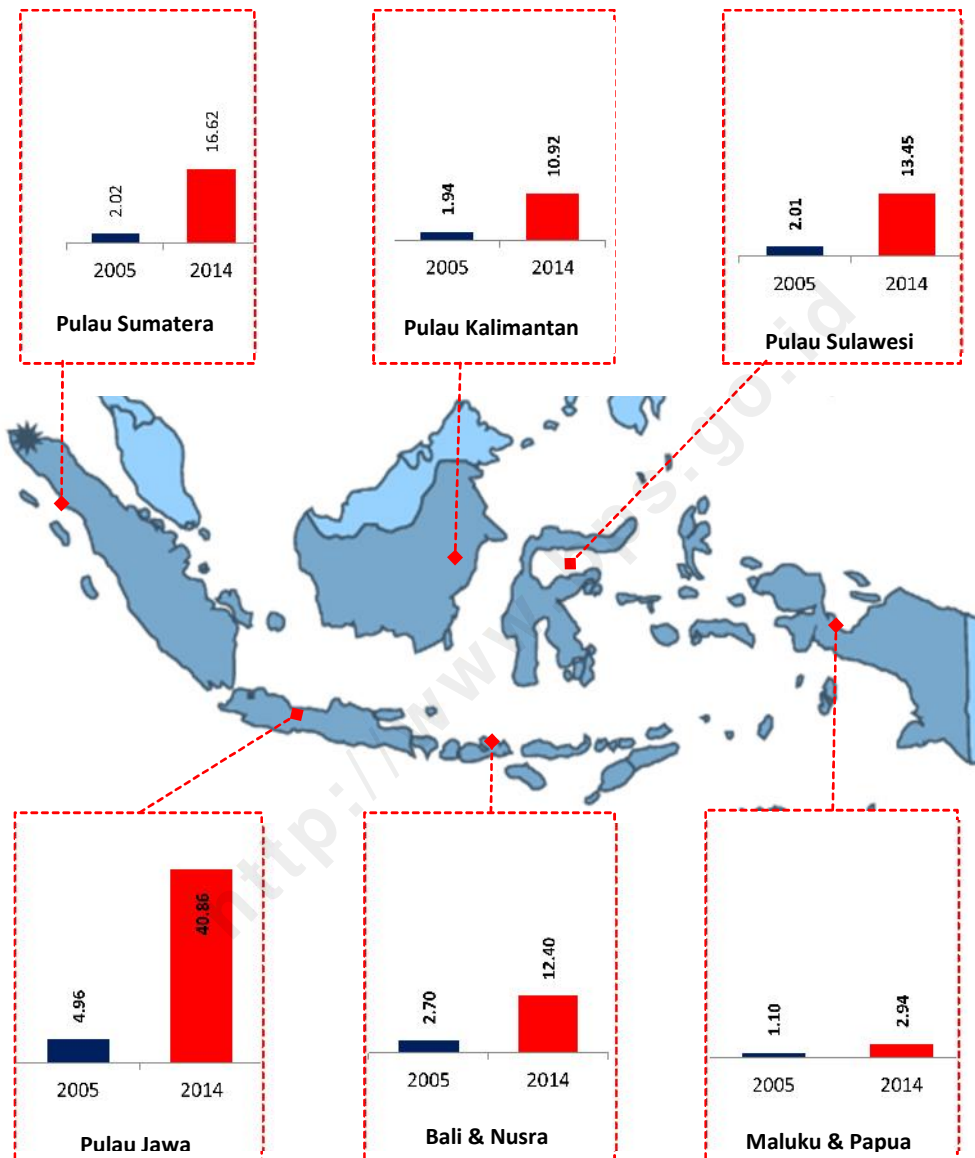 2.02
16.62
2005 2014
Pulau Sumatera
1.94
10.92
2005 2014
Pulau Kalimantan
2.01
13.45
2005 2014
Pulau Sulawesi
http://www.bps.go.id
4.96
40.86
2005 2014
Pulau Jawa
2.70
12.40
2005 2014
Bali & Nusra
1.10
2.94
2005 2014
Maluku & Papua